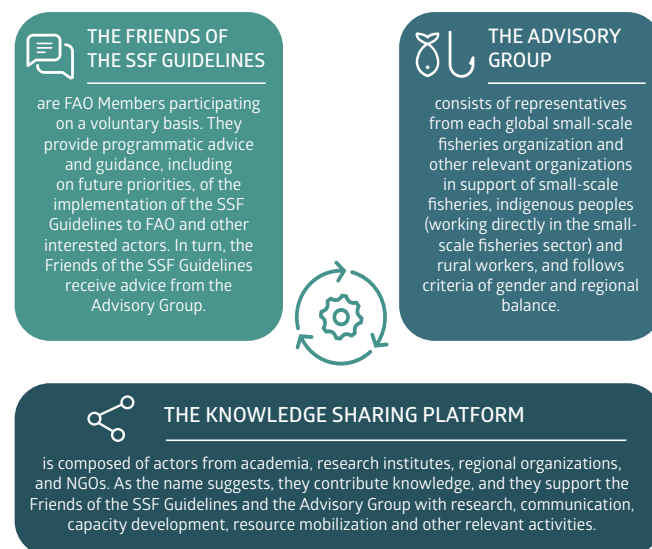 THE FRIENDS OF
THE SSF GUIDELINES
are FAO Members participating
on a voluntary basis. They
provide programmatic advice
and guidance, including
on future priorities, of the
implementation of the SSF
Guidelines to FAO and other
interested actors. In turn, the
Friends of the SSF Guidelines
receive advice from the
Advisory Group.
THE ADVISORY
GROUP
consists of representatives
from each global small-scale
fisheries organization and
other relevant organizations
in support of small-scale
fisheries, indigenous peoples
(working directly in the small-
scale fisheries sector) and
rural workers, and follows
criteria of gender and regional
balance.
THE KNOWLEDGE SHARING PLATFORM
is composed of actors from academia, research institutes, regional organizations,
and NGOs. As the name suggests, they contribute knowledge, and they support the
Friends of the SSF Guidelines and the Advisory Group with research, communication,
capacity development, resource mobilization and other relevant activities.